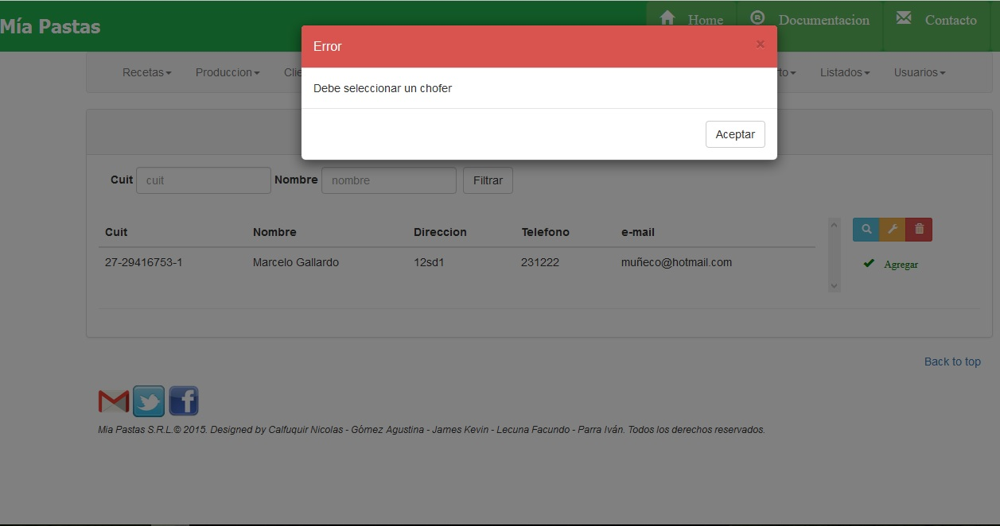 Mía Pastas
Home
Documentacion
Contacto
Error ×
Debe seleccionar un chofer
Aceptar
Recetas Produccion Clie to Listados Usuarios
Cuit cuit Nombre nombre Filtrar
Cuit Nombre Direccion Telefono e-mail
27-29416753-1 Marcelo Gallardo 12sd1 231222 muñeco@hotmail.com
Agregar
Back to top
Mia Pastas S.R.L.© 2015. Designed by Calfuquir Nicolas - Gómez Agustina - James Kevin - Lecuna Facundo - Parra Iván. Todos los derechos reservados.